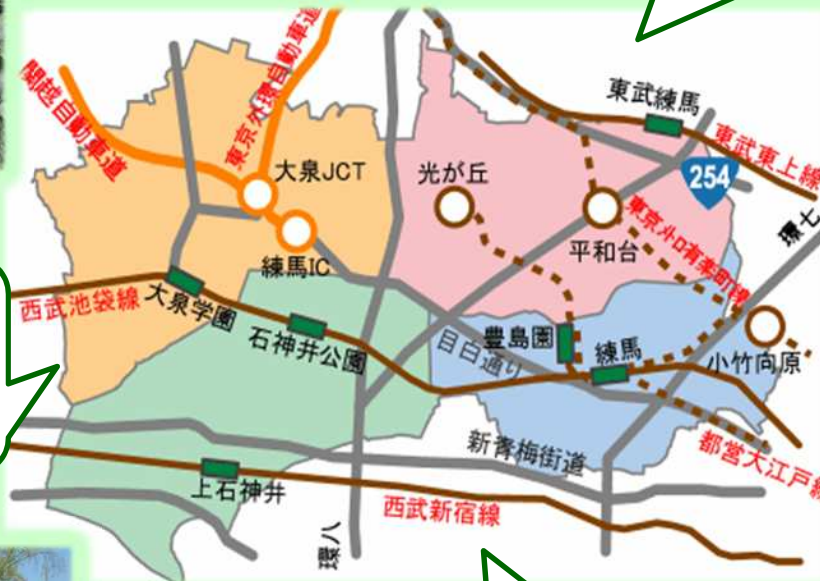 関越自動車道
東京外環自動車道
大泉JCT
練馬IC
光が丘
東武練馬
東武東上線
254
環七
平和台
東京メトロ有楽町線
西武池袋線
大泉学園
石神井公園
目白通り
豊島園
練馬
小竹向原
新青梅街道
都営大江戸線
上石神井
西武新宿線
環八